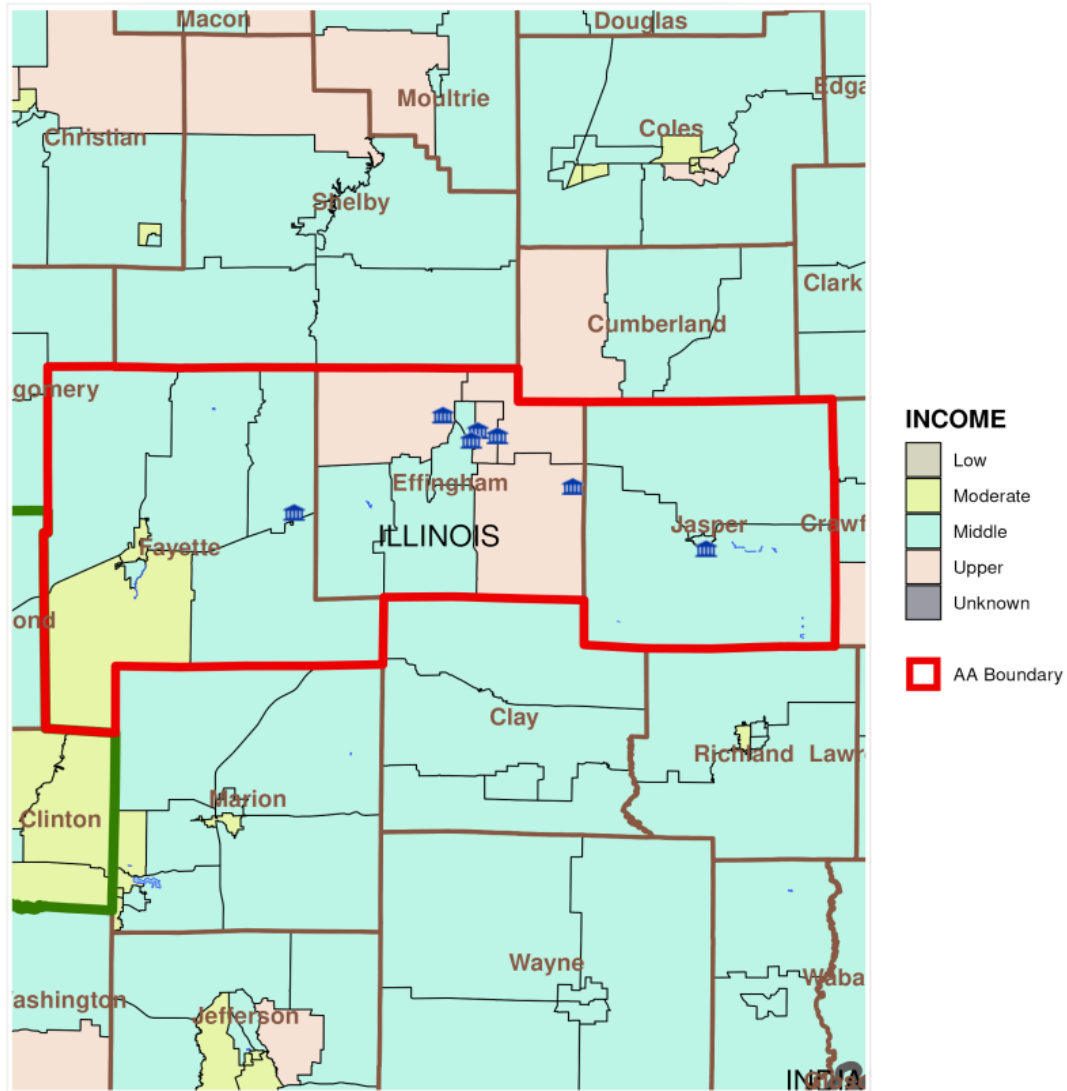 Macon
Douglas
Moultrie
Edga
Christian
Coles
Shelby
Clark
Cumberland
gomery
Effingham
ILLINOIS
Jasper
Crawf
Fayette
ond
Clay
Richland
Lawr
Marion
Clinton
Wayne
Waba
ashington
Jefferson
INDIA
INCOME
Low
Moderate
Middle
Upper
Unknown
AA Boundary